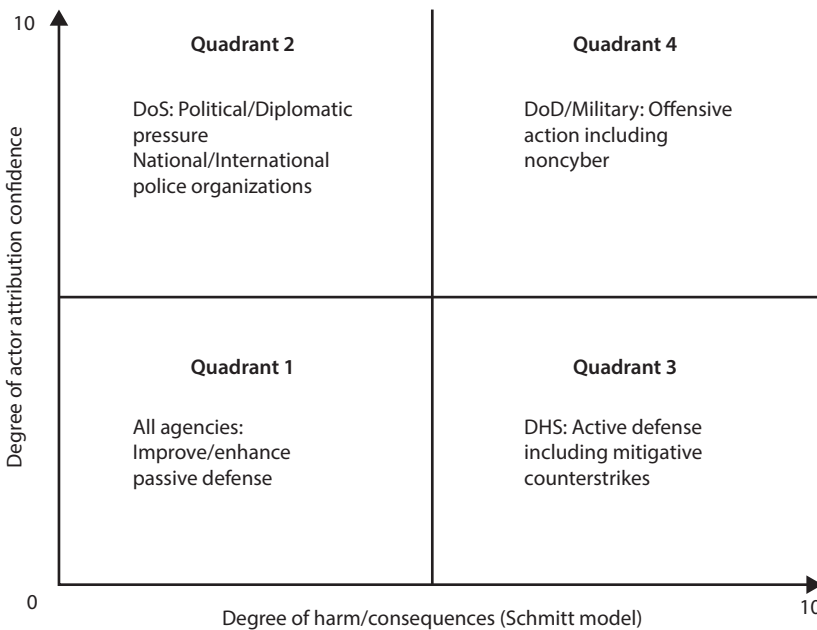 10
Quadrant 2
Quadrant 4
DoS: Political/Diplomatic
pressure
National/International
police organizations
DoD/Military: Offensive
action including
noncyber
Degree of actor attribution confidence
Quadrant 1
Quadrant 3
All agencies:
Improve/enhance
passive defense
DHS: Active defense
including mitigative
counterstrikes
0
Degree of harm/consequences (Schmitt model)
10